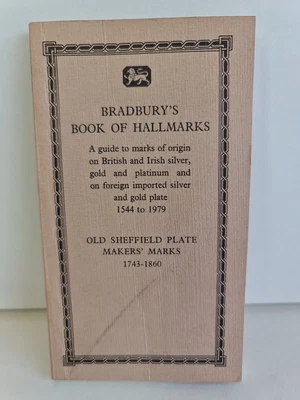 BRADBURY'S
BOOK OF HALLMARKS
A guide to marks of origin
on British and Irish silver,
gold and platinum and
on foreign imported silver
and gold plate
1544 to 1979
OLD SHEFFIELD PLATE
MAKERS' MARKS
1743-1860